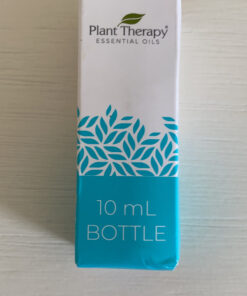 Plant Therapy®
ESSENTIAL OILS
10 mL
BOTTLE